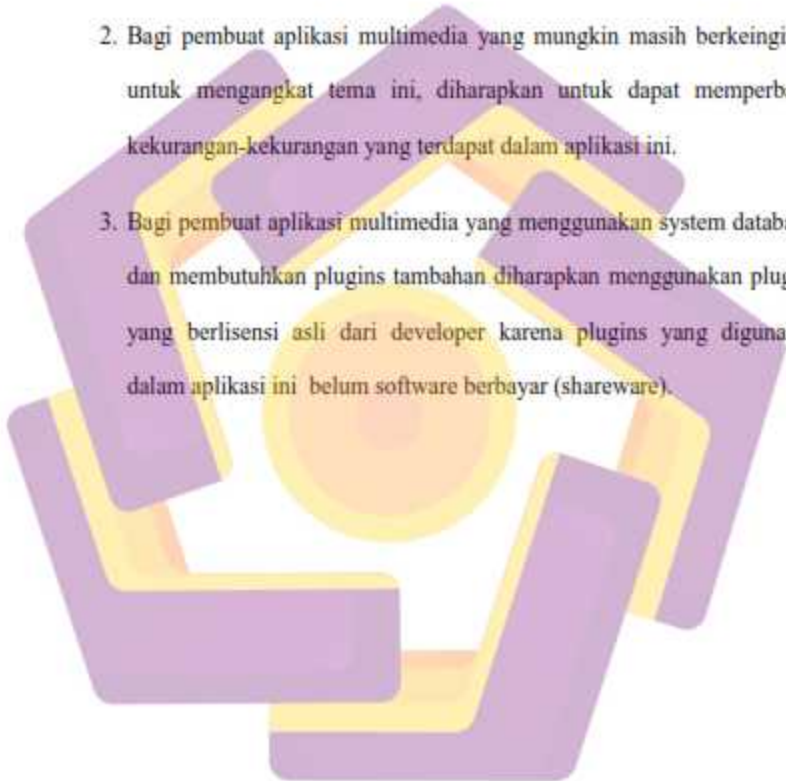 2. Bagi pembuat aplikasi multimedia yang mungkin masih berkeingi
untuk mengangkat tema ini, diharapkan untuk dapat memperb
kekurangan-kekurangan yang terdapat dalam aplikasi ini.
3. Bagi pembuat aplikasi multimedia yang menggunakan system databa
dan membutuhkan plugins tambahan diharapkan menggunakan plug
yang berlisensi asli dari developer karena plugins yang diguna
dalam aplikasi ini belum software berbayar (shareware).